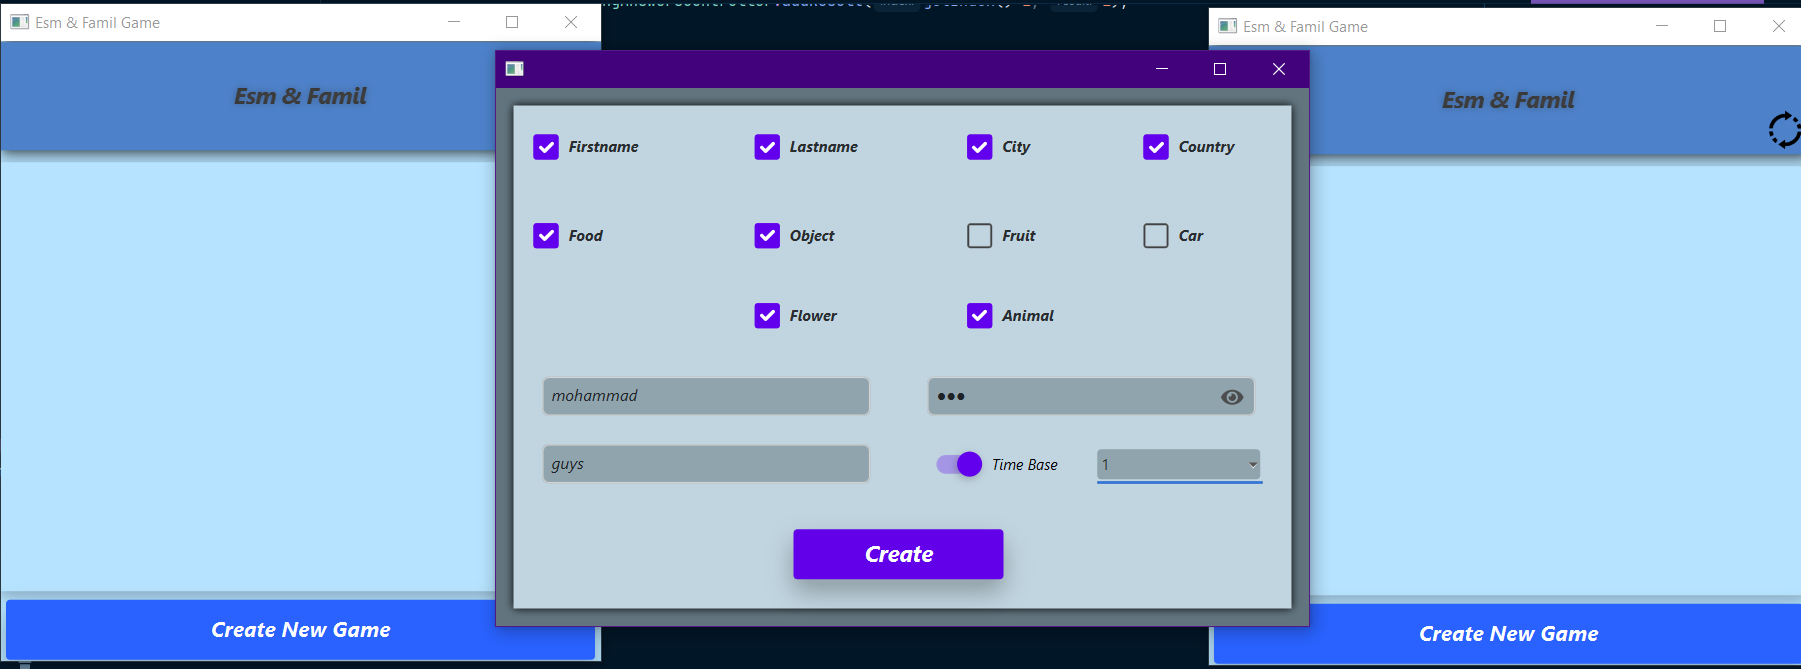 Esm & Famil Game
Esm & Famil Game
Esm & Famil
Esm & Famil
Firstname
Lastname
City
Country
Food
Object
Fruit
Car
Flower
Animal
mohammad
guys
Time Base
1
Create
Create New Game
Create New Game